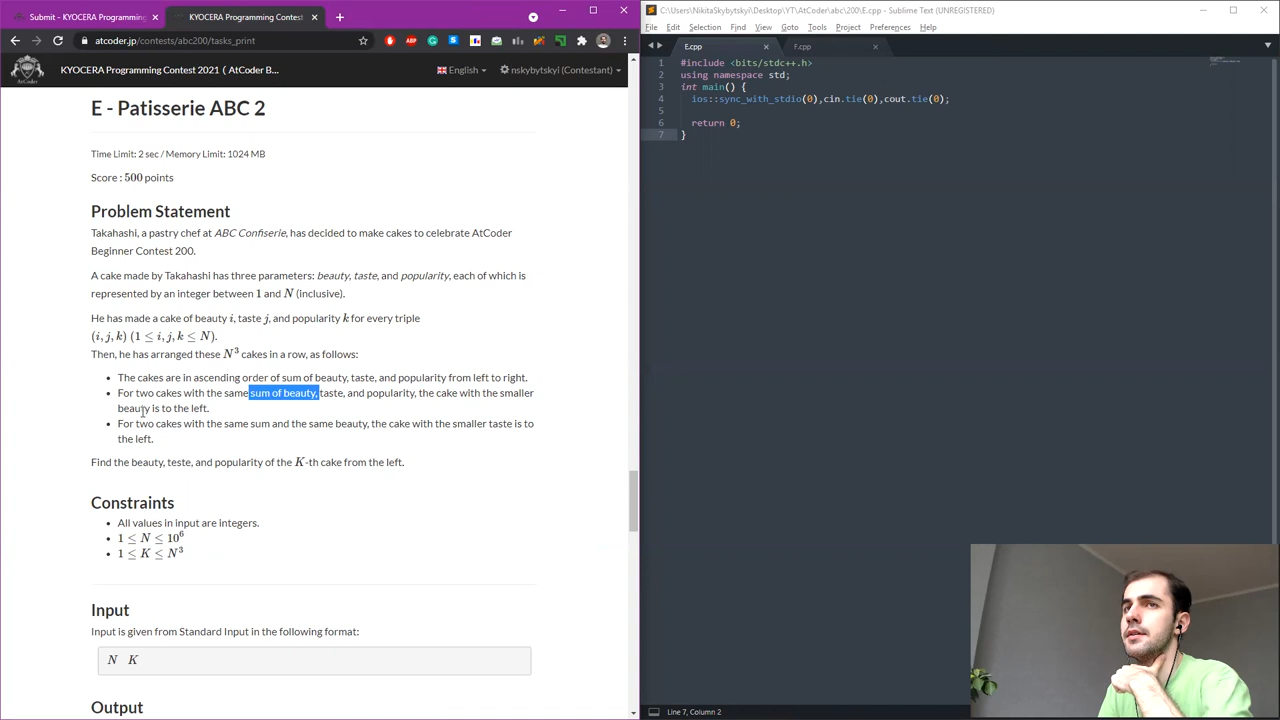 Submit - KYOCERA Programming
KYOCERA Programming Contest
atcoder.jp/contests/abc200/tasks_print
English
nskybytskyi (Contestant)
E - Patisserie ABC 2
Time Limit: 2 sec / Memory Limit: 1024 MB
Score : 500 points
Problem Statement
Takahashi, a pastry chef at ABC Confiserie, has decided to make cakes to celebrate AtCoder
Beginner Contest 200.
A cake made by Takahashi has three parameters: beauty, taste, and popularity, each of which is
represented by an integer between 1 and N (inclusive).
He has made a cake of beauty i, taste j, and popularity k for every triple
(i, j, k) (1 ≤ i, j, k ≤ N).
Then, he has arranged these N³ cakes in a row, as follows:
• The cakes are in ascending order of sum of beauty, taste, and popularity from left to right.
• For two cakes with the same sum of beauty, taste, and popularity, the cake with the smaller
beauty is to the left.
• For two cakes with the same sum and the same beauty, the cake with the smaller taste is to
the left.
Find the beauty, teste, and popularity of the K-th cake from the left.
Constraints
• All values in input are integers.
• 1 ≤ N ≤ 10⁶
• 1 ≤ K ≤ N³
Input
Input is given from Standard Input in the following format:
N K
Output
C:\Users\NikitaSkybytskyi\Desktop\YT\AtCoder\abc\200\E.cpp - Sublime Text (UNREGISTERED)
File Edit Selection Find View Goto Tools Project Preferences Help
E.cpp
F.cpp
1 #include <bits/stdc++.h>
2 using namespace std;
3 int main() {
4 ios::sync_with_stdio(0),cin.tie(0),cout.tie(0);
5
6 return 0;
7 }
Line 7, Column 2